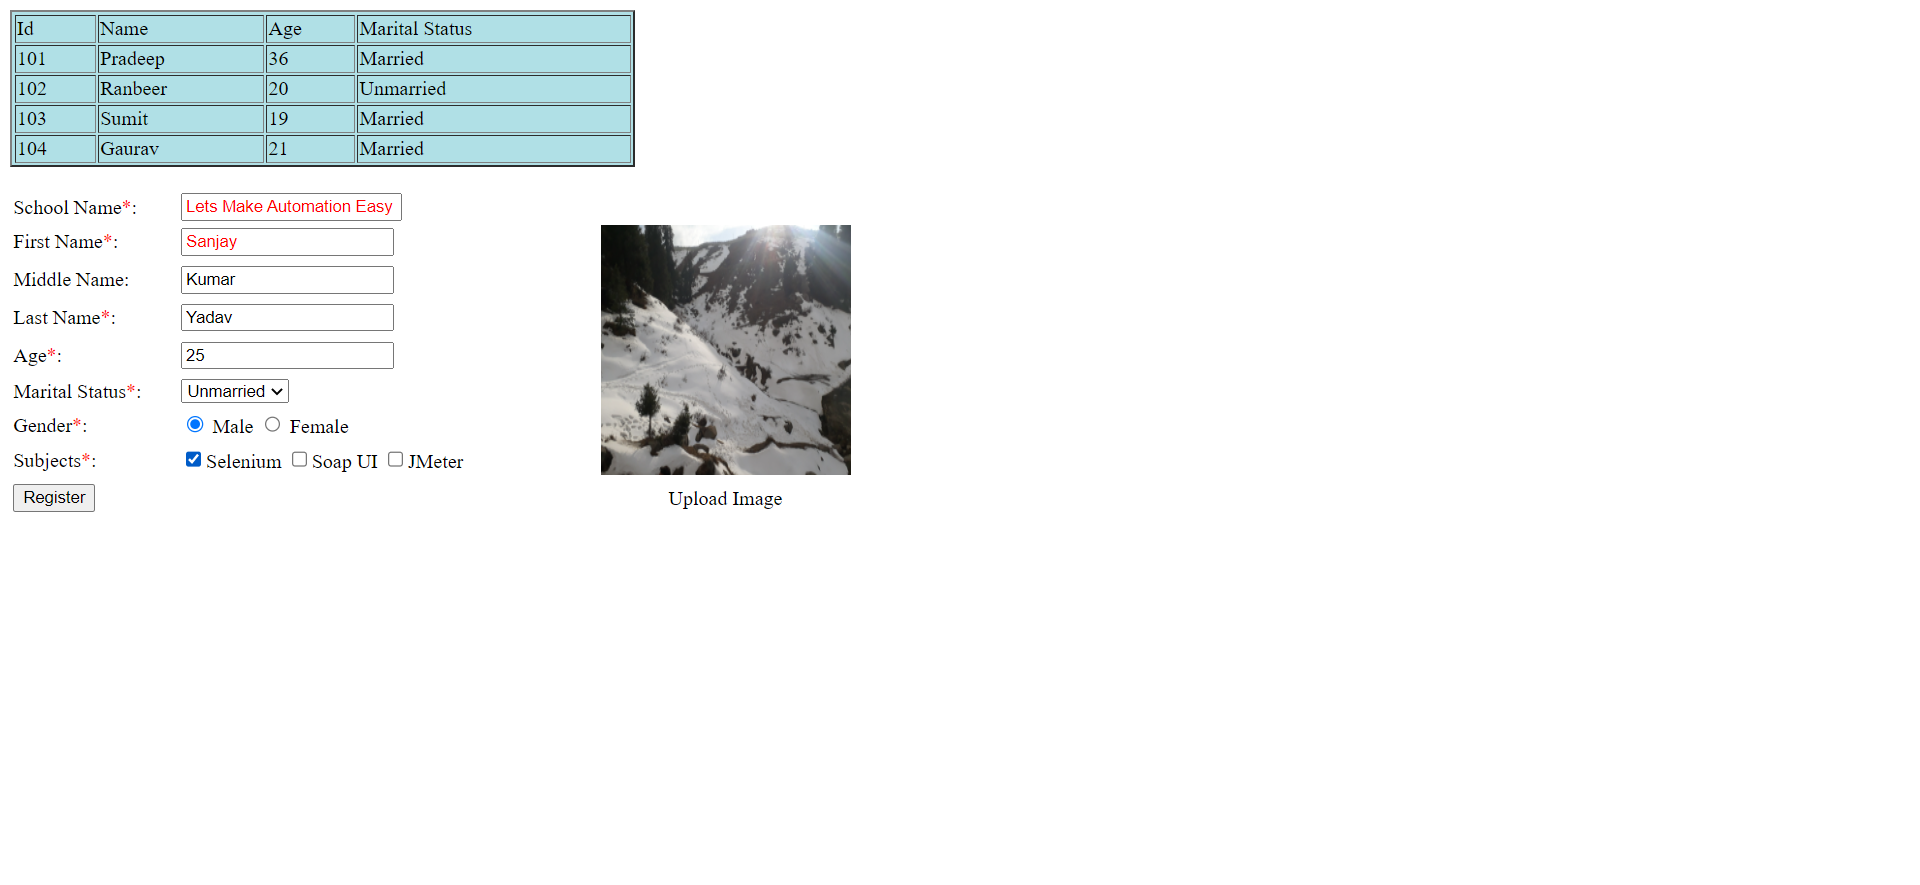 Id Name Age Marital Status
101 Pradeep 36 Married
102 Ranbeer 20 Unmarried
103 Sumit 19 Married
104 Gaurav 21 Married
School Name*: Lets Make Automation Easy
First Name*: Sanjay
Middle Name: Kumar
Last Name*: Yadav
Age*: 25
Marital Status*: Unmarried
Gender*: Male Female
Subjects*: Selenium Soap UI JMeter
Register
Upload Image